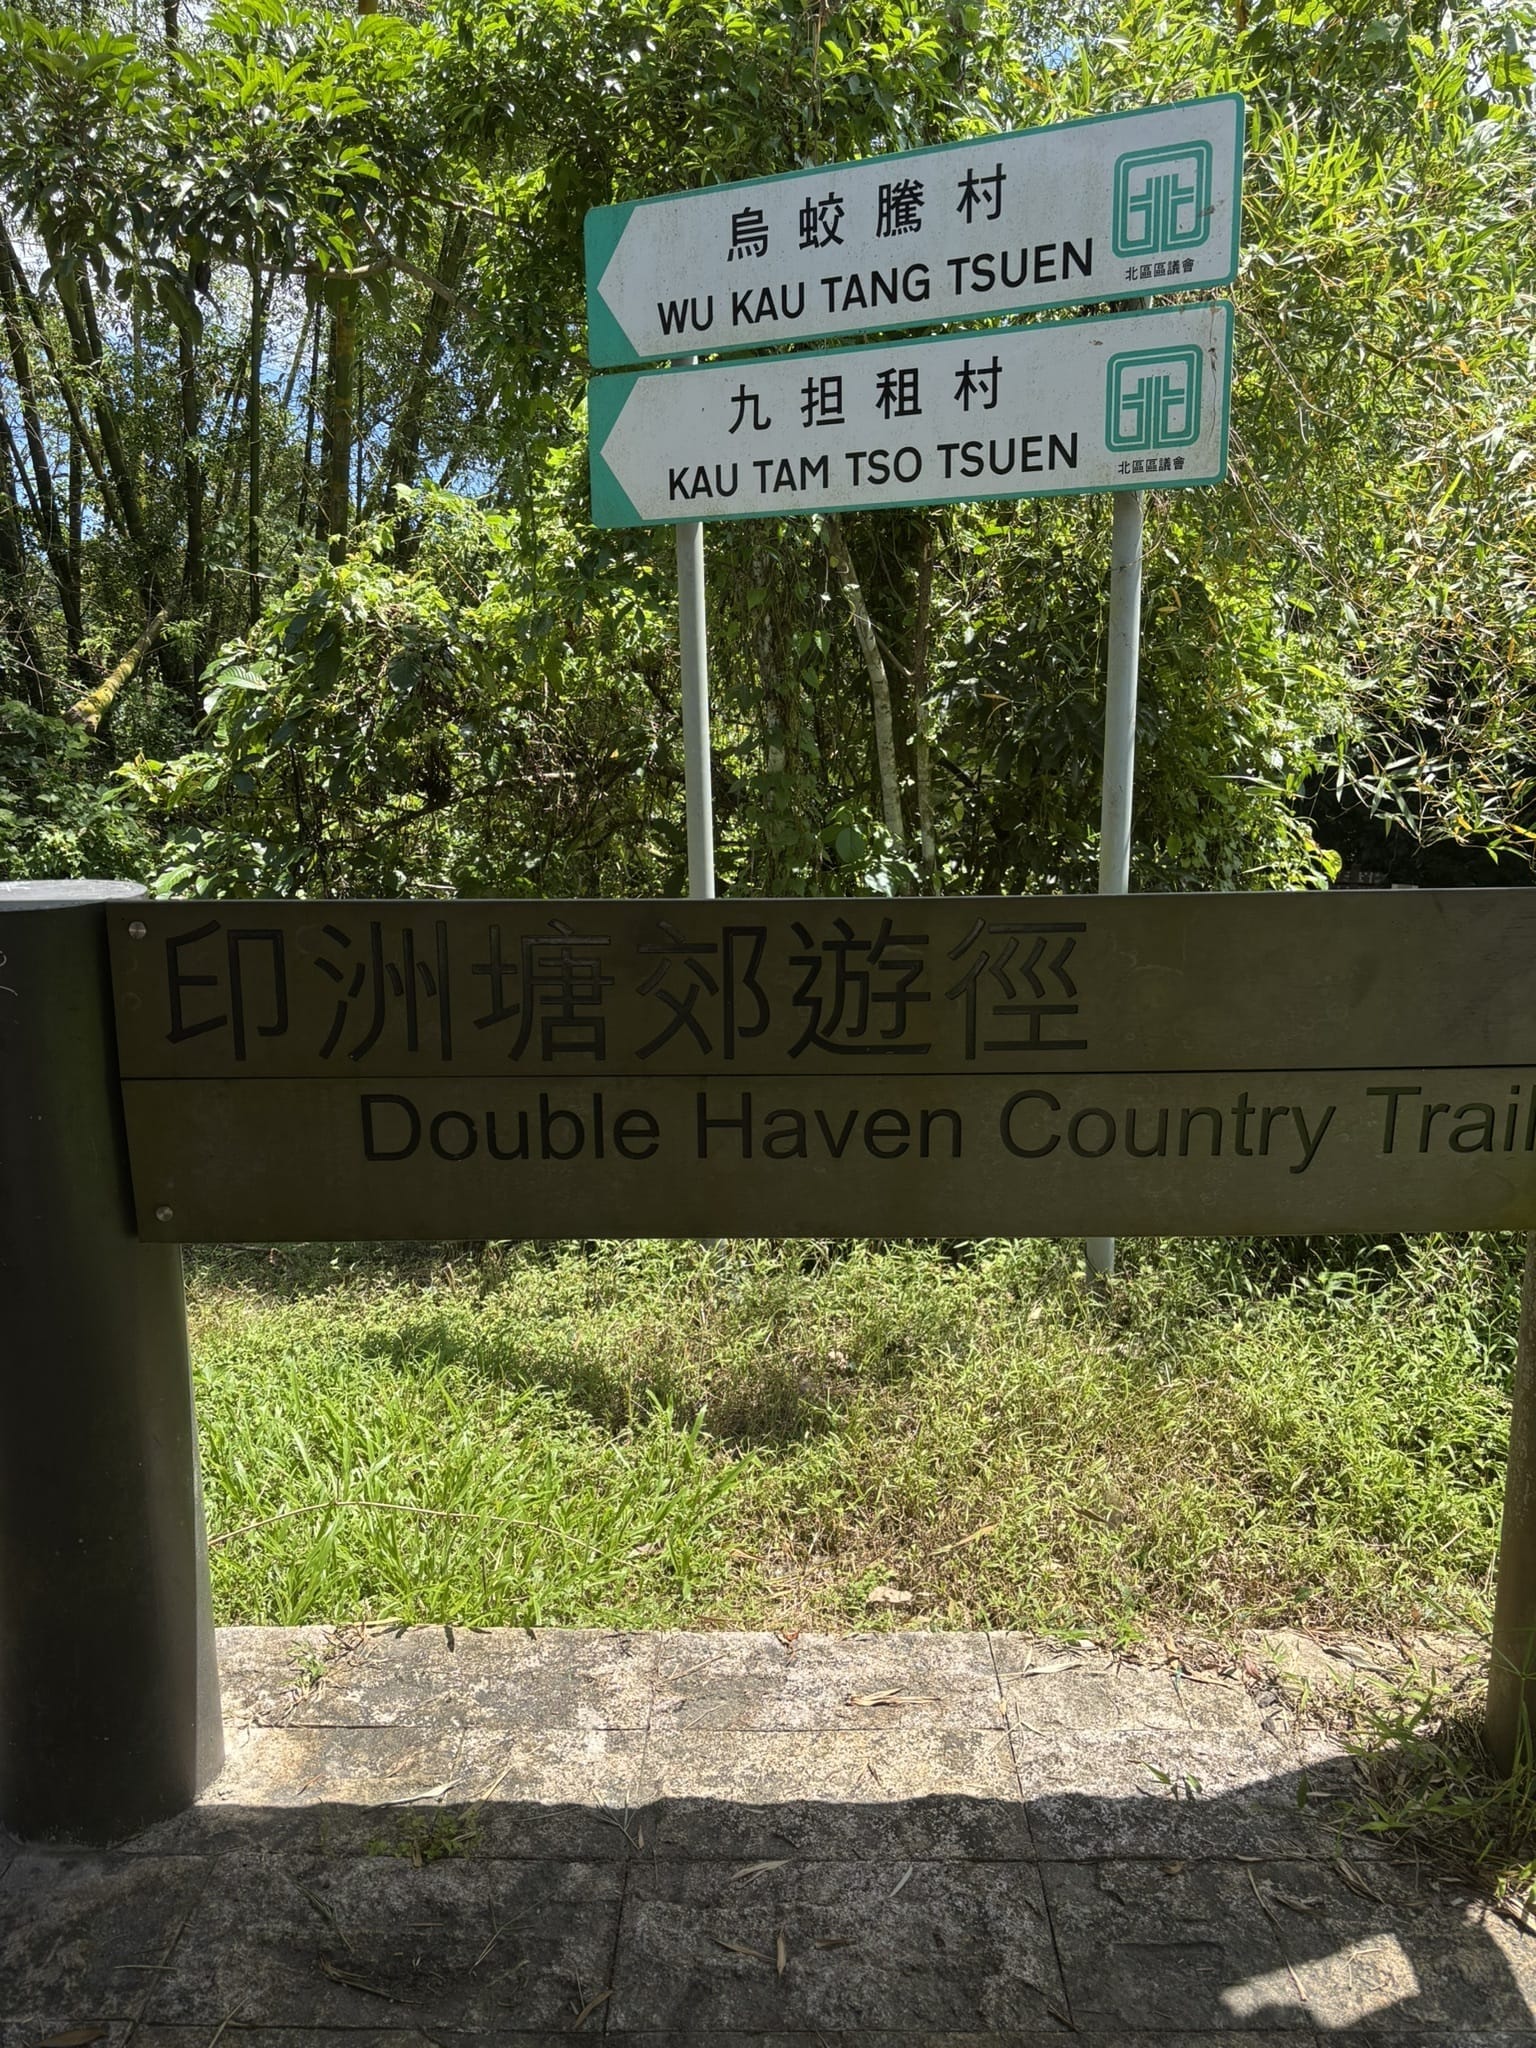 烏蛟騰村
WU KAU TANG TSUEN
北區區議會
九担租村
KAU TAM TSO TSUEN
北區區議會
印洲塘郊遊徑
Double Haven Country Trail